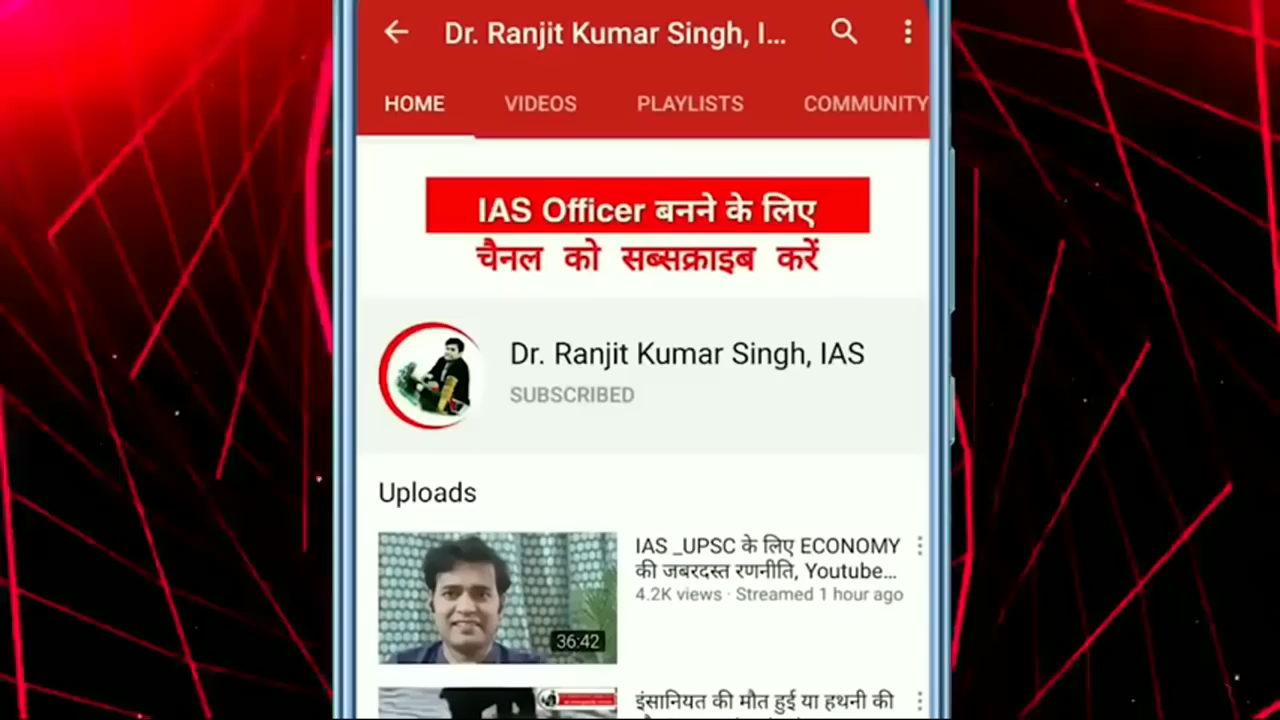 Dr. Ranjit Kumar Singh, I...
HOME VIDEOS PLAYLISTS COMMUNITY
IAS Officer बनने के लिए
चैनल को सब्सक्राइब करें
Dr. Ranjit Kumar Singh, IAS
SUBSCRIBED
Uploads
IAS _UPSC के लिए ECONOMY
की जबरदस्त रणनीति, Youtube...
4.2K views · Streamed 1 hour ago
36:42
इंसानियत की मौत हुई या हथनी की